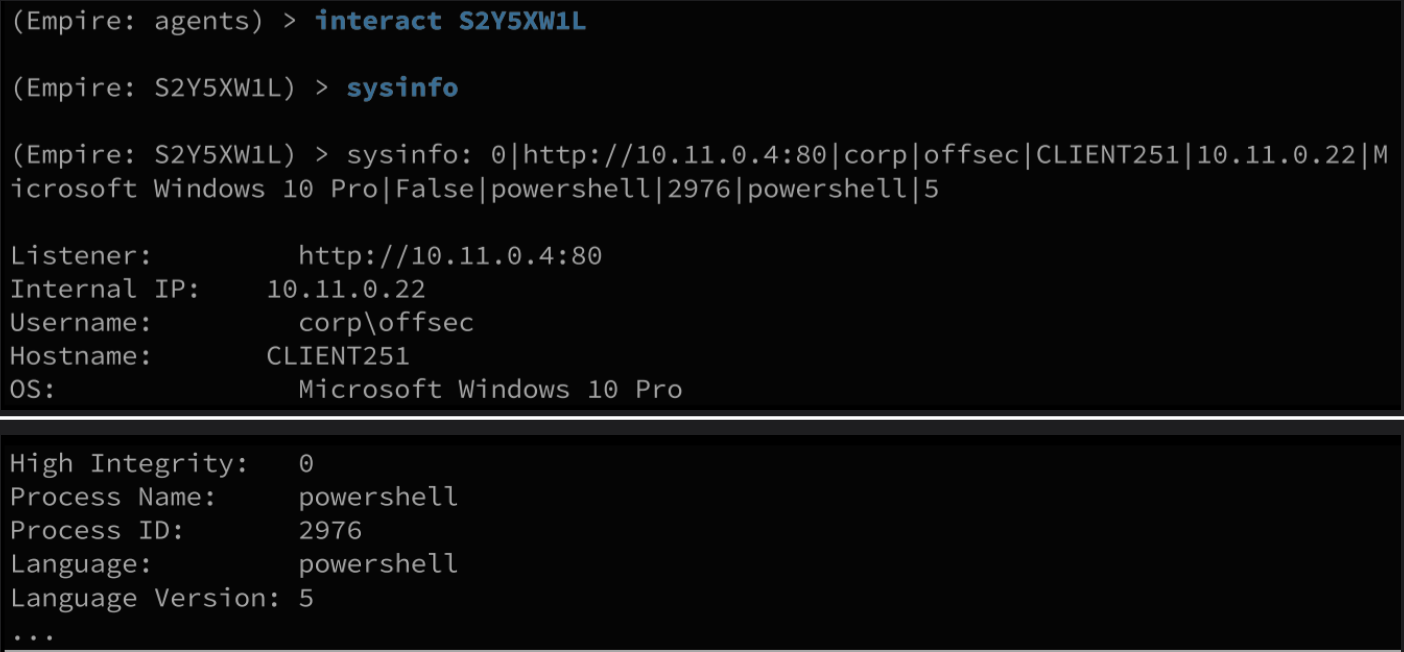 (Empire: agents) > interact S2Y5XW1L
(Empire: S2Y5XW1L) > sysinfo
(Empire: S2Y5XW1L) > sysinfo: 0|http://10.11.0.4:80|corp|offsec|CLIENT251|10.11.0.22|M
icrosoft Windows 10 Pro|False|powershell|2976|powershell|5
Listener: http://10.11.0.4:80
Internal IP: 10.11.0.22
Username: corp\offsec
Hostname: CLIENT251
OS: Microsoft Windows 10 Pro
High Integrity: 0
Process Name: powershell
Process ID: 2976
Language: powershell
Language Version: 5
...